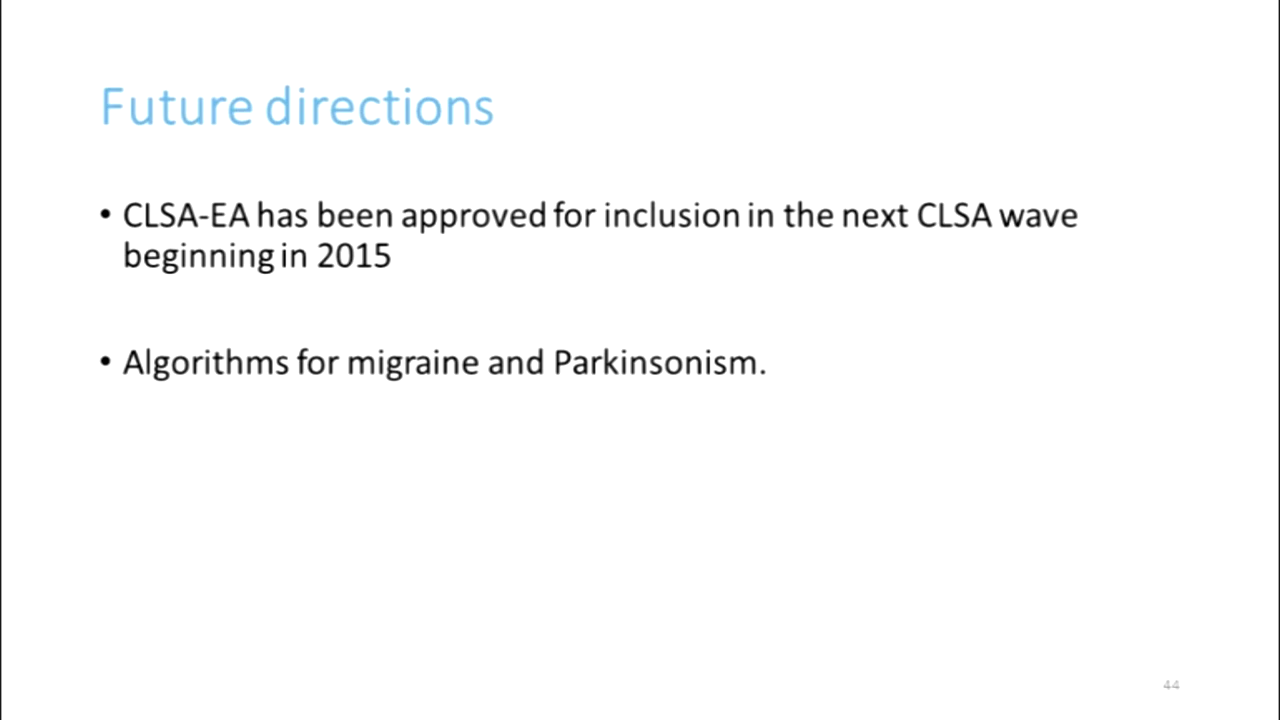 Future directions
• CLSA-EA has been approved for inclusion in the next CLSA wave
beginning in 2015
• Algorithms for migraine and Parkinsonism.
44